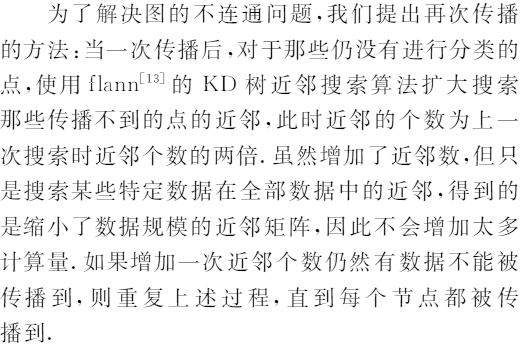 为了解决图的不连通问题,我们提出再次传播
的方法:当一次传播后,对于那些仍没有进行分类的
点,使用 flann[13] 的 KD 树近邻搜索算法扩大搜索
那些传播不到的点的近邻,此时近邻的个数为上一
次搜索时近邻个数的两倍. 虽然增加了近邻数,但只
是搜索某些特定数据在全部数据中的近邻,得到的
是缩小了数据规模的近邻矩阵,因此不会增加太多
计算量. 如果增加一次近邻个数仍然有数据不能被
传播到,则重复上述过程,直到每个节点都被传
播到.